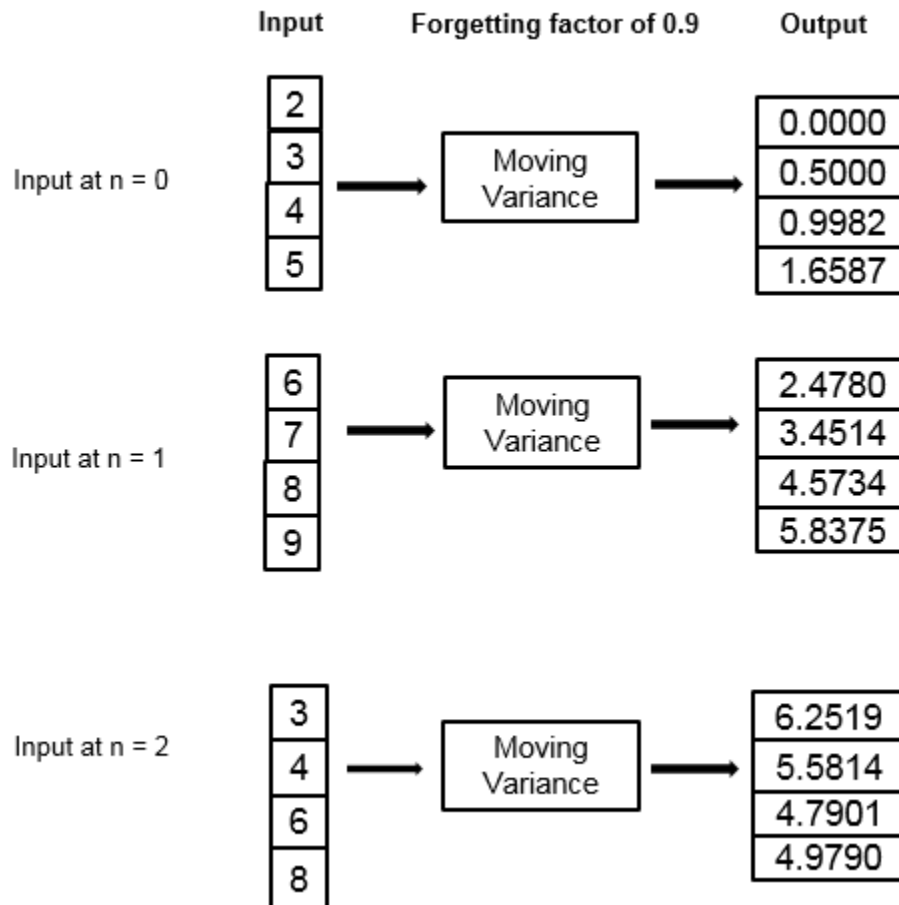 Input Forgetting factor of 0.9 Output
Input at n = 0
2
3
4
5
Moving
Variance
0.0000
0.5000
0.9982
1.6587
Input at n = 1
6
7
8
9
Moving
Variance
2.4780
3.4514
4.5734
5.8375
Input at n = 2
3
4
6
8
Moving
Variance
6.2519
5.5814
4.7901
4.9790